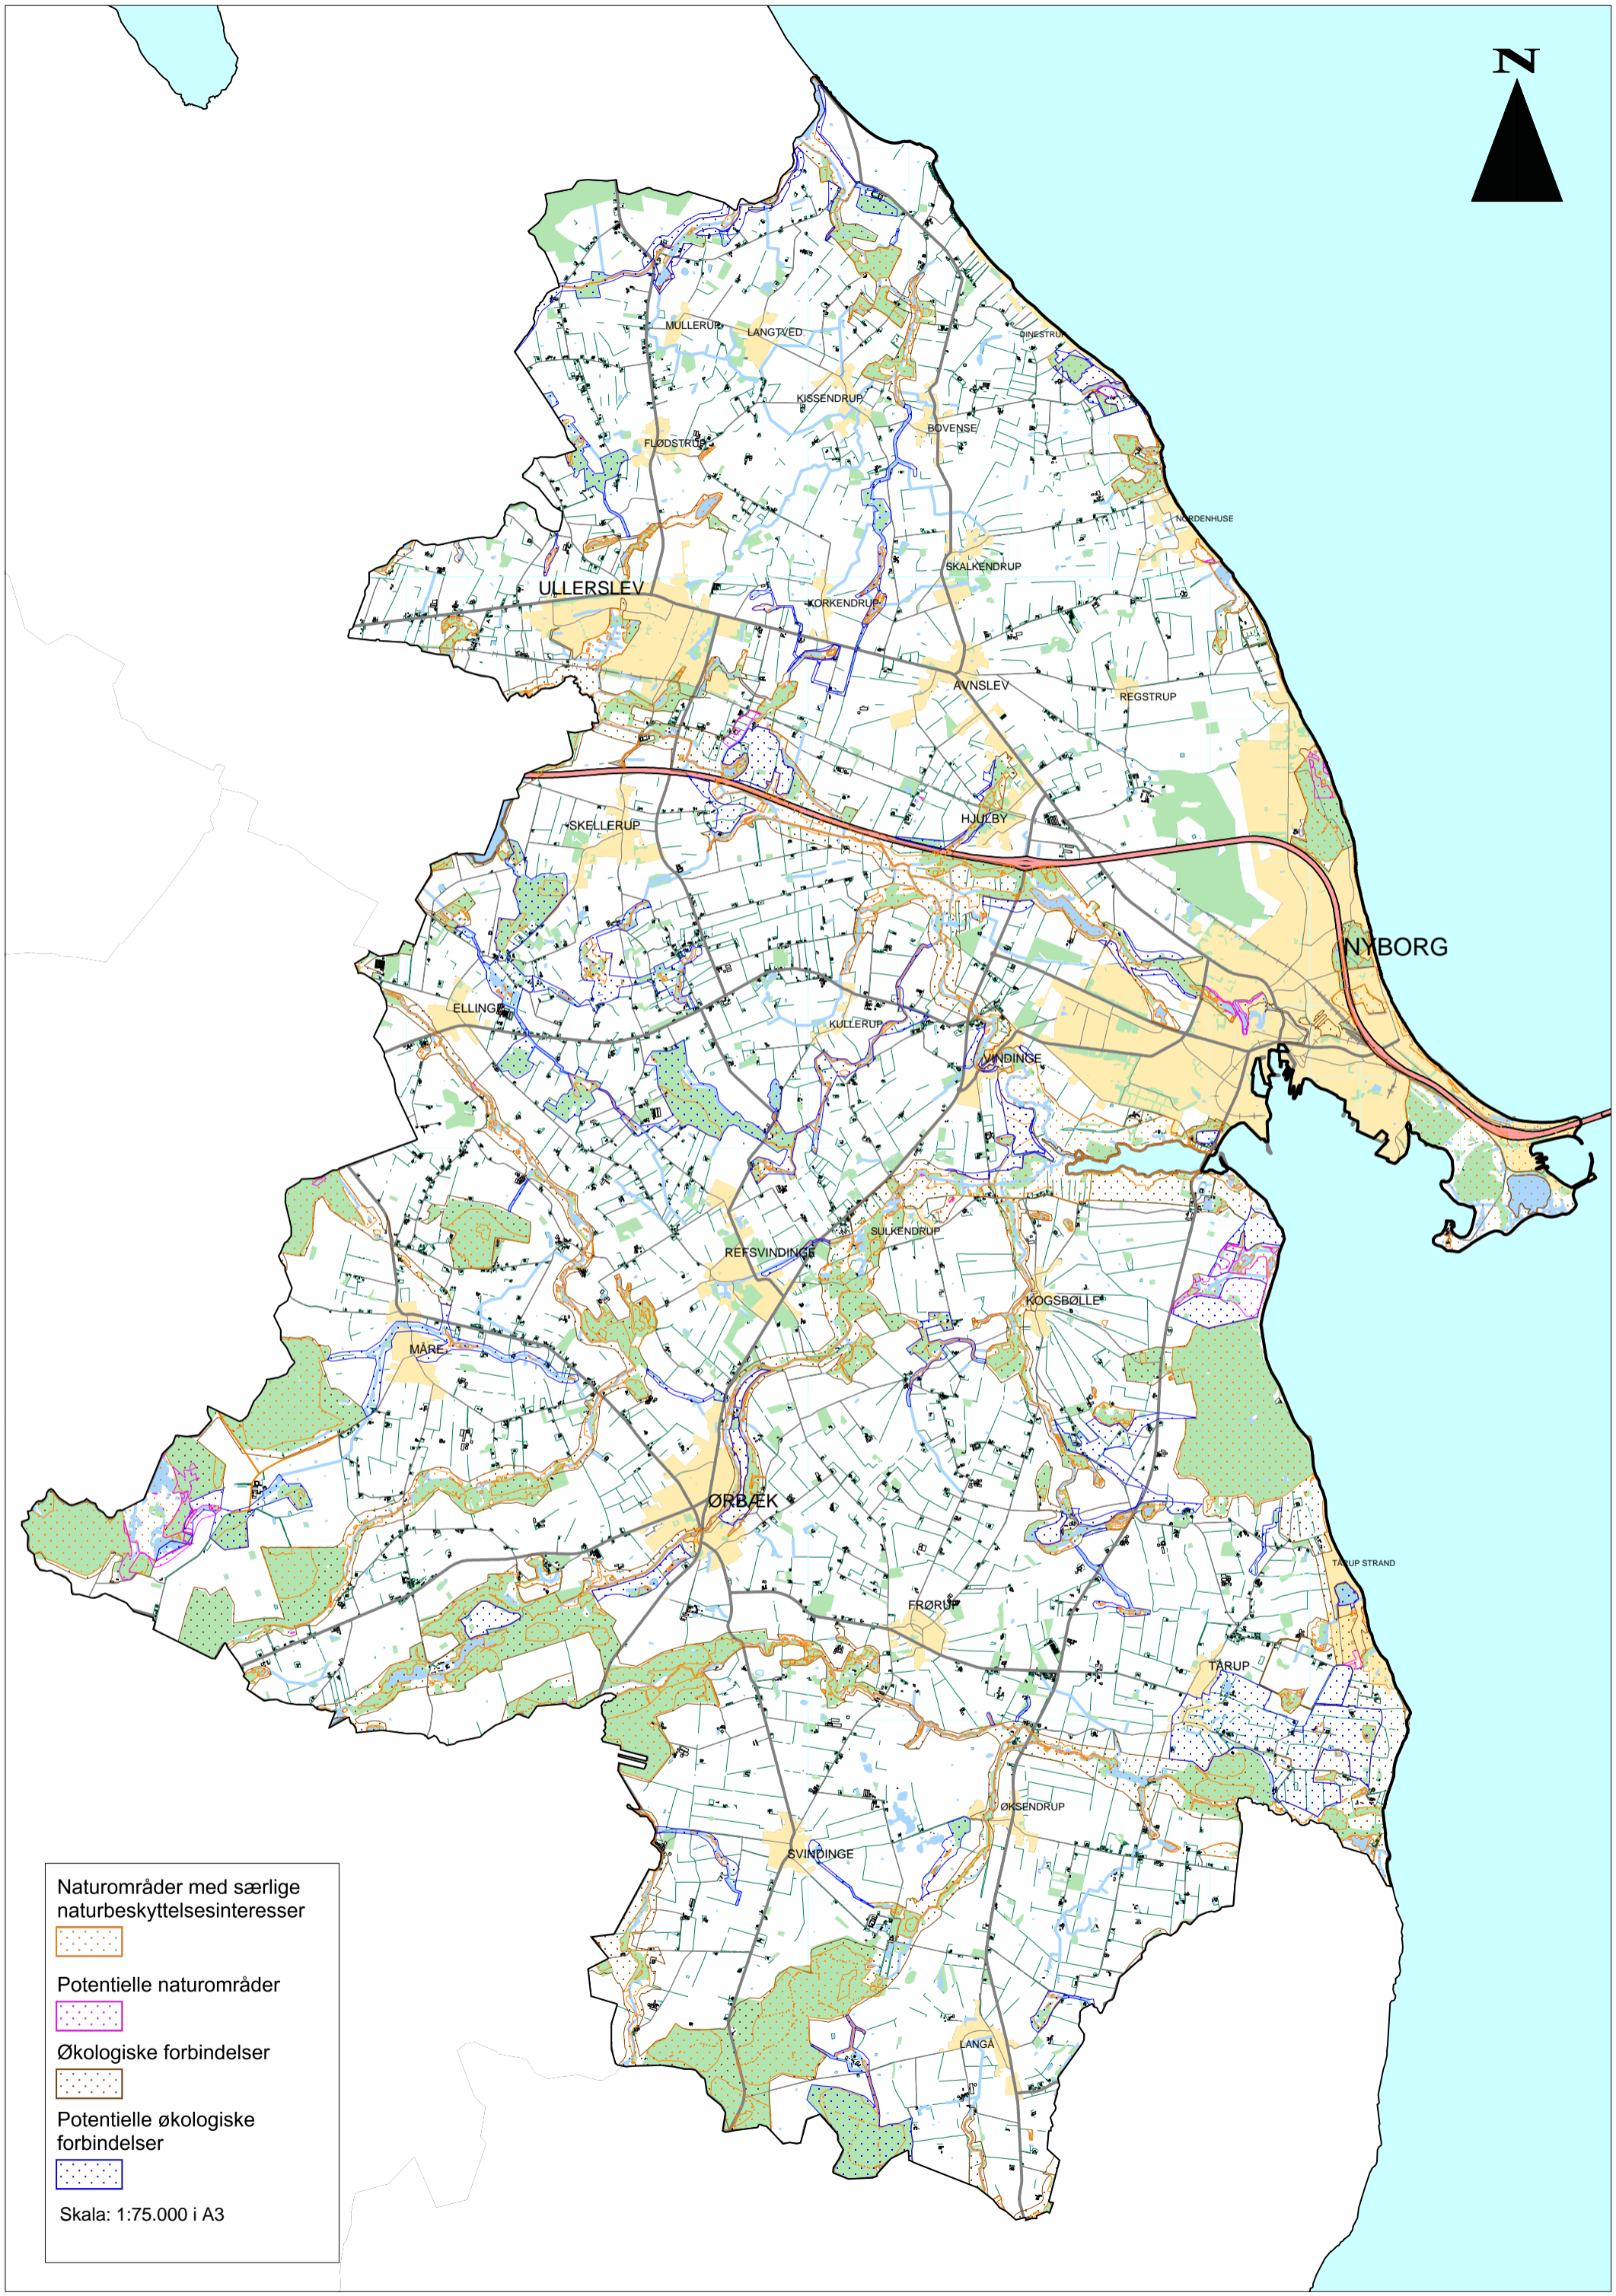 N
MULLERUP
LANGTVED
DINESTRUP
KISSENDRUP
BOVENSE
FLØDSTRUP
NORDENHUSE
SKALKENDRUP
ULLERSLEV
KORKENDRUP
AVNSLEV
REGSTRUP
SKELLERUP
HJULBY
NYBORG
ELLINGE
KULLERUP
VINDINGE
SULKENDRUP
REFSVINDINGE
KOGSBØLLE
MÅRE
ØRBÆK
TÅRUP STRAND
FRØRUP
TÅRUP
ØKSENDRUP
SVINDINGE
LANGÅ
Naturområder med særlige
naturbeskyttelsesinteresser
Potentielle naturområder
Økologiske forbindelser
Potentielle økologiske
forbindelser
Skala: 1:75.000 i A3